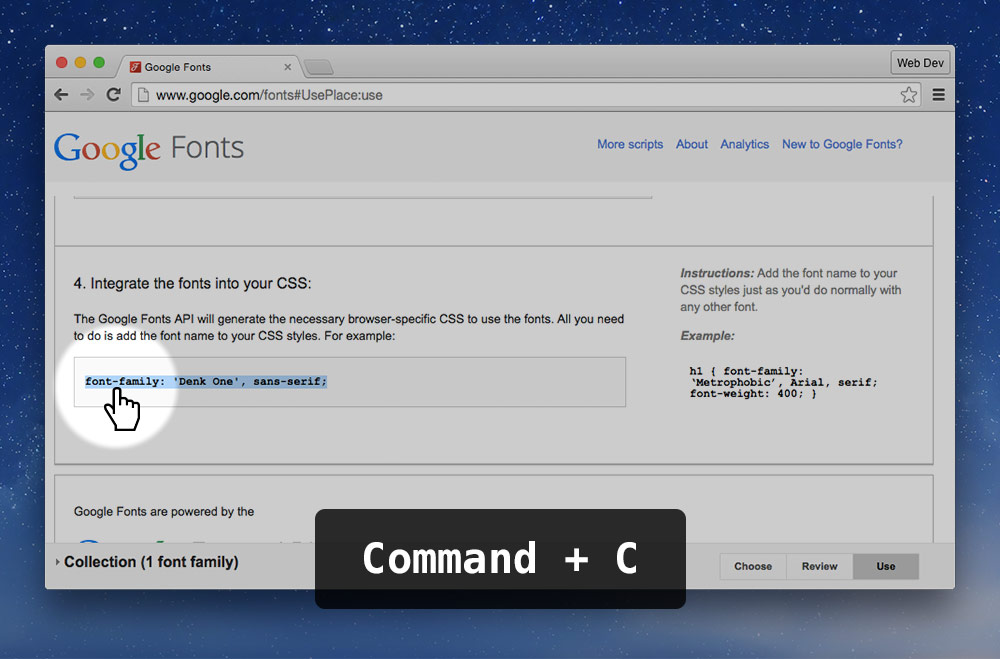 Google Fonts
Web Dev
www.google.com/fonts#UsePlace:use
Google Fonts
More scripts About Analytics New to Google Fonts?
4. Integrate the fonts into your CSS:
The Google Fonts API will generate the necessary browser-specific CSS to use the fonts. All you need
to do is add the font name to your CSS styles. For example:
font-family: 'Denk One', sans-serif;
Instructions: Add the font name to your
CSS styles just as you'd do normally with
any other font.
Example:
h1 { font-family:
‘Metrophobic’, Arial, serif;
font-weight: 400; }
Google Fonts are powered by the
Collection (1 font family)
Choose Review Use
Command + C